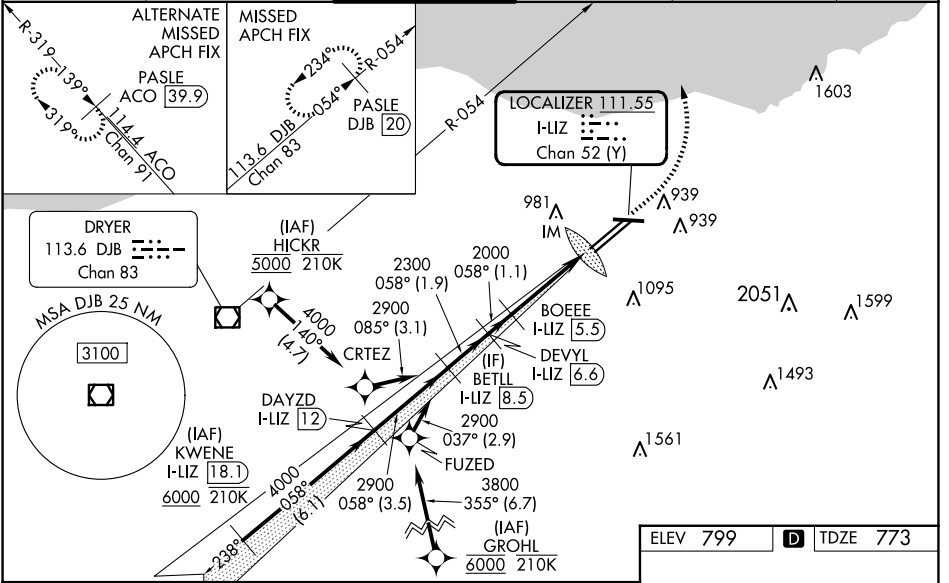 ALTERNATE
MISSED
APCH FIX
R-319
139°
319°
PASLE
ACO 39.9
114.4 ACO
Chan 91
MISSED
APCH FIX
R-054
234°
054°
PASLE
DJB 20
113.6 DJB
Chan 83
R-054
LOCALIZER 111.55
I-LIZ
Chan 52 (Y)
1603
981
939
939
IM
DRYER
113.6 DJB
Chan 83
(IAF)
HICKR
5000 210K
2300
058° (1.9)
2000
058° (1.1)
1095
2051
1599
MSA DJB 25 NM
3100
4000
140°
(4.7)
2900
085° (3.1)
CRTEZ
BOEEE
I-LIZ 5.5
DEVYL
I-LIZ 6.6
(IF)
BETLL
I-LIZ 8.5
1493
DAYZD
I-LIZ 12
2900
037° (2.9)
FUZED
1561
(IAF)
KWENE
I-LIZ 18.1
6000 210K
4000
058°
(6.1)
2900
058° (3.5)
3800
355° (6.7)
238°
(IAF)
GROHL
6000 210K
ELEV 799 D TDZE 773